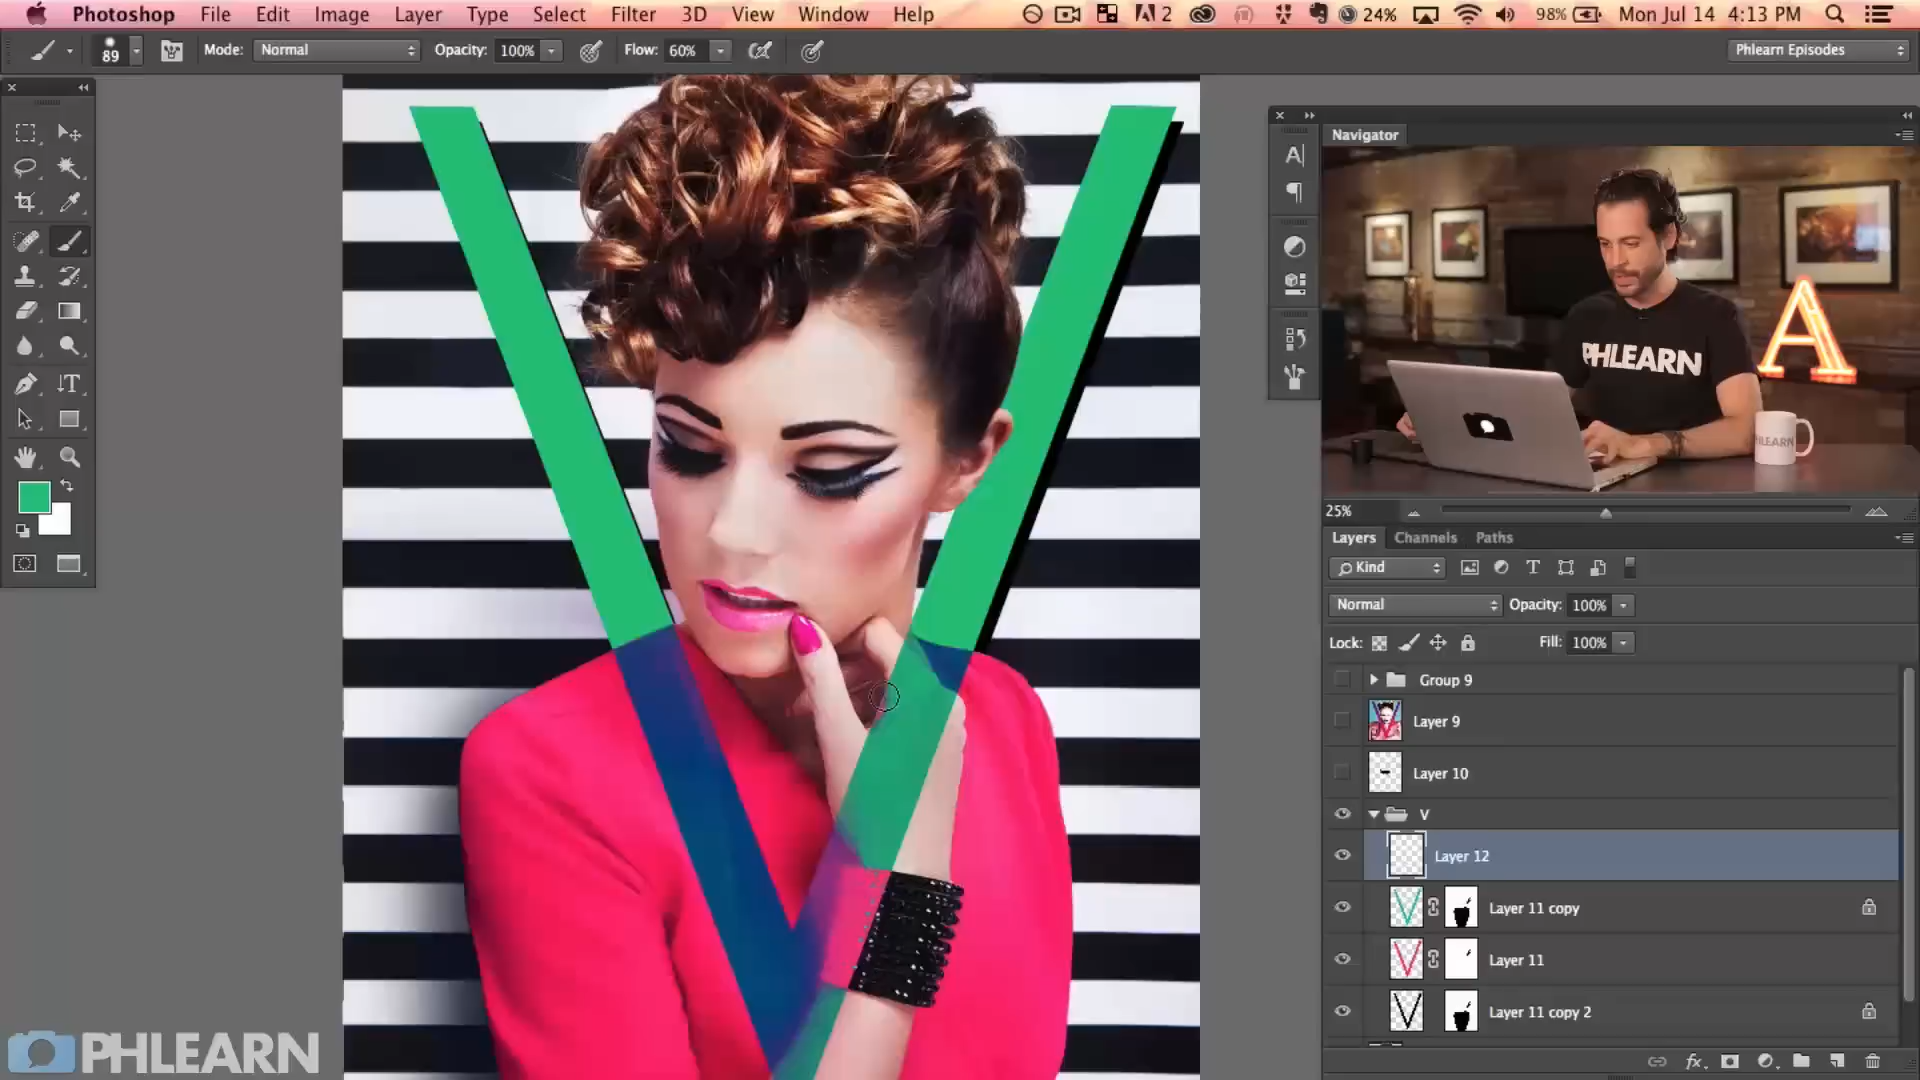 Photoshop File Edit Image Layer Type Select Filter 3D View Window Help 2 24% 98% Mon Jul 14 4:13 PM
89 Mode: Normal Opacity: 100% Flow: 60% Phlearn Episodes
Navigator
A
PHLEARN
PHLEARN
25%
Layers Channels Paths
Kind
Normal Opacity: 100%
Lock: Fill: 100%
Group 9
Layer 9
Layer 10
V
Layer 12
Layer 11 copy
Layer 11
Layer 11 copy 2
PHLEARN